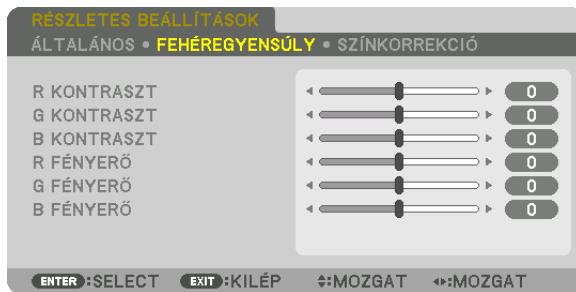 RÉSZLETES BEÁLLÍTÁSOK
ÁLTALÁNOS • FEHÉREGYENSÚLY • SZÍNKORREKCIÓ
R KONTRASZT 0
G KONTRASZT 0
B KONTRASZT 0
R FÉNYERŐ 0
G FÉNYERŐ 0
B FÉNYERŐ 0
ENTER:SELECT EXIT:KILÉP :MOZGAT :MOZGAT